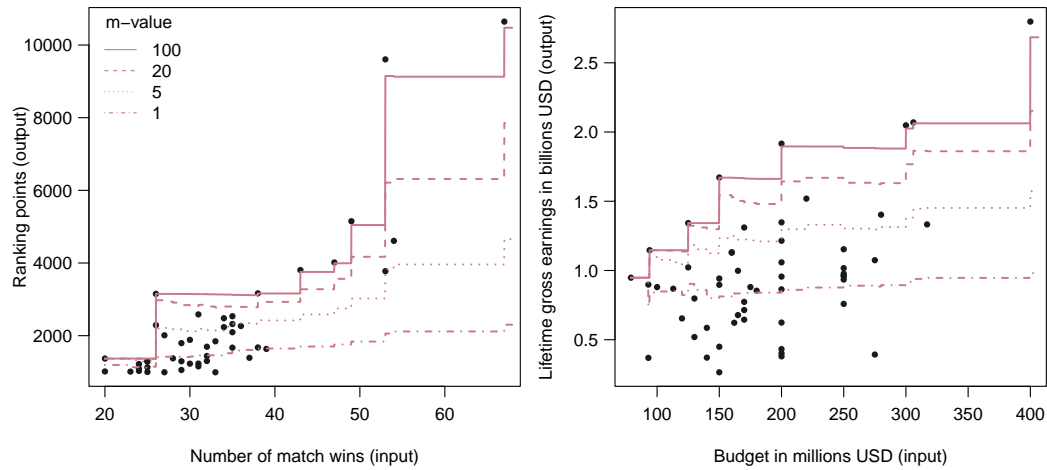 m−value
100
20
5
1
10000
8000
6000
4000
2000
Ranking points (output)
20 30 40 50 60
Number of match wins (input)
2.5
2.0
1.5
1.0
0.5
Lifetime gross earnings in billions USD (output)
100 150 200 250 300 350 400
Budget in millions USD (input)